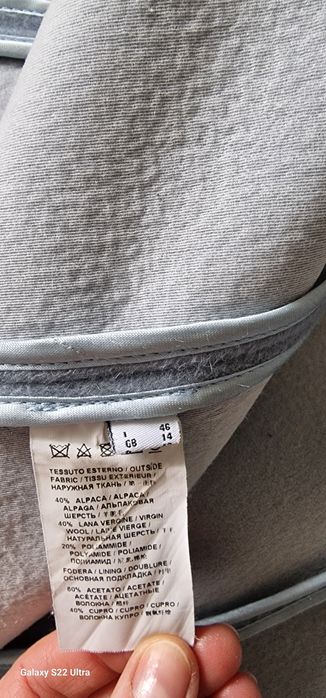 I 46
GB 14
TESSUTO ESTERNO / OUTSIDE
FABRIC / TISSU EXTERIEUR /
НАРУЖНАЯ ТКАНЬ /
40% ALPACA / ALPACA /
ALPAGA / АЛЬПАКОВАЯ
ШЕРСТЬ /
40% LANA VERGINE / VIRGIN
WOOL / LAINE VIERGE /
НАТУРАЛЬНАЯ ШЕРСТЬ /
20% POLIAMMIDE /
POLYAMIDE / POLIAMIDE /
ПОЛИАМИД /
FODERA / LINING / DOUBLURE /
ОСНОВНАЯ ПОДКЛАДКА /
60% ACETATO / ACETATE /
ACÉTATE / АЦЕТАТНЫЕ
ВОЛОКНА /
40% CUPRO / CUPRO / CUPRO /
ВОЛОКНА КУПРО /
Galaxy S22 Ultra